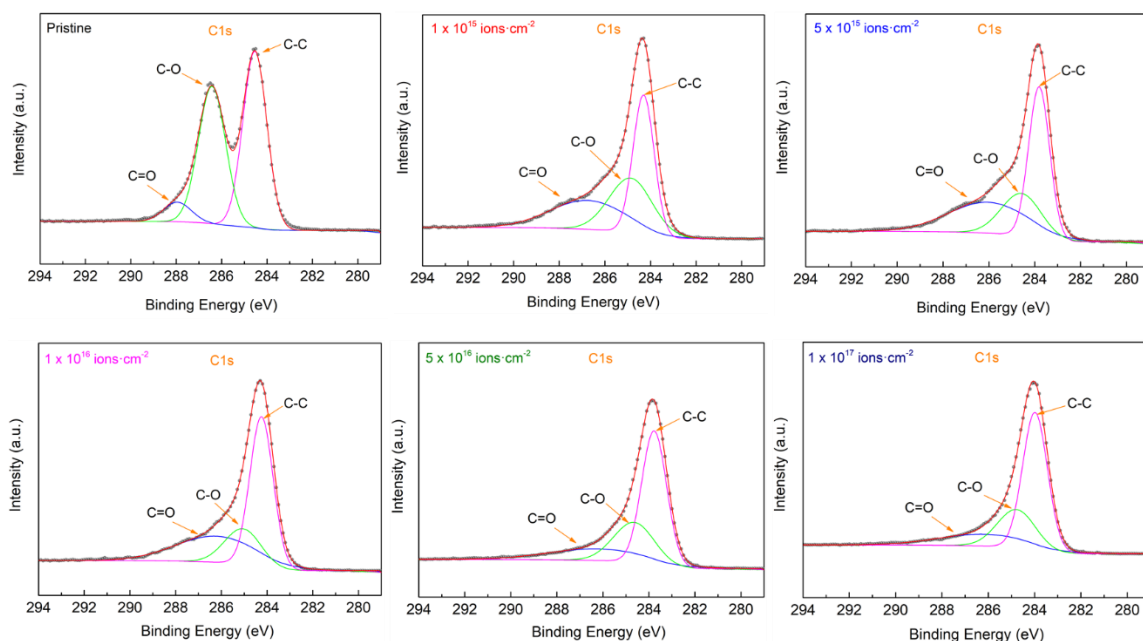 Pristine
C1s
C-C
C-O
C=O
Intensity (a.u.)
294 292 290 288 286 284 282 280
Binding Energy (eV)
1 x 10¹⁵ ions·cm⁻²
C1s
C-C
C-O
C=O
Intensity (a.u.)
294 292 290 288 286 284 282 280
Binding Energy (eV)
5 x 10¹⁵ ions·cm⁻²
C1s
C-C
C-O
C=O
Intensity (a.u.)
294 292 290 288 286 284 282 280
Binding Energy (eV)
1 x 10¹⁶ ions·cm⁻²
C1s
C-C
C-O
C=O
Intensity (a.u.)
294 292 290 288 286 284 282 280
Binding Energy (eV)
5 x 10¹⁶ ions·cm⁻²
C1s
C-C
C-O
C=O
Intensity (a.u.)
294 292 290 288 286 284 282 280
Binding Energy (eV)
1 x 10¹⁷ ions·cm⁻²
C1s
C-C
C-O
C=O
Intensity (a.u.)
294 292 290 288 286 284 282 280
Binding Energy (eV)